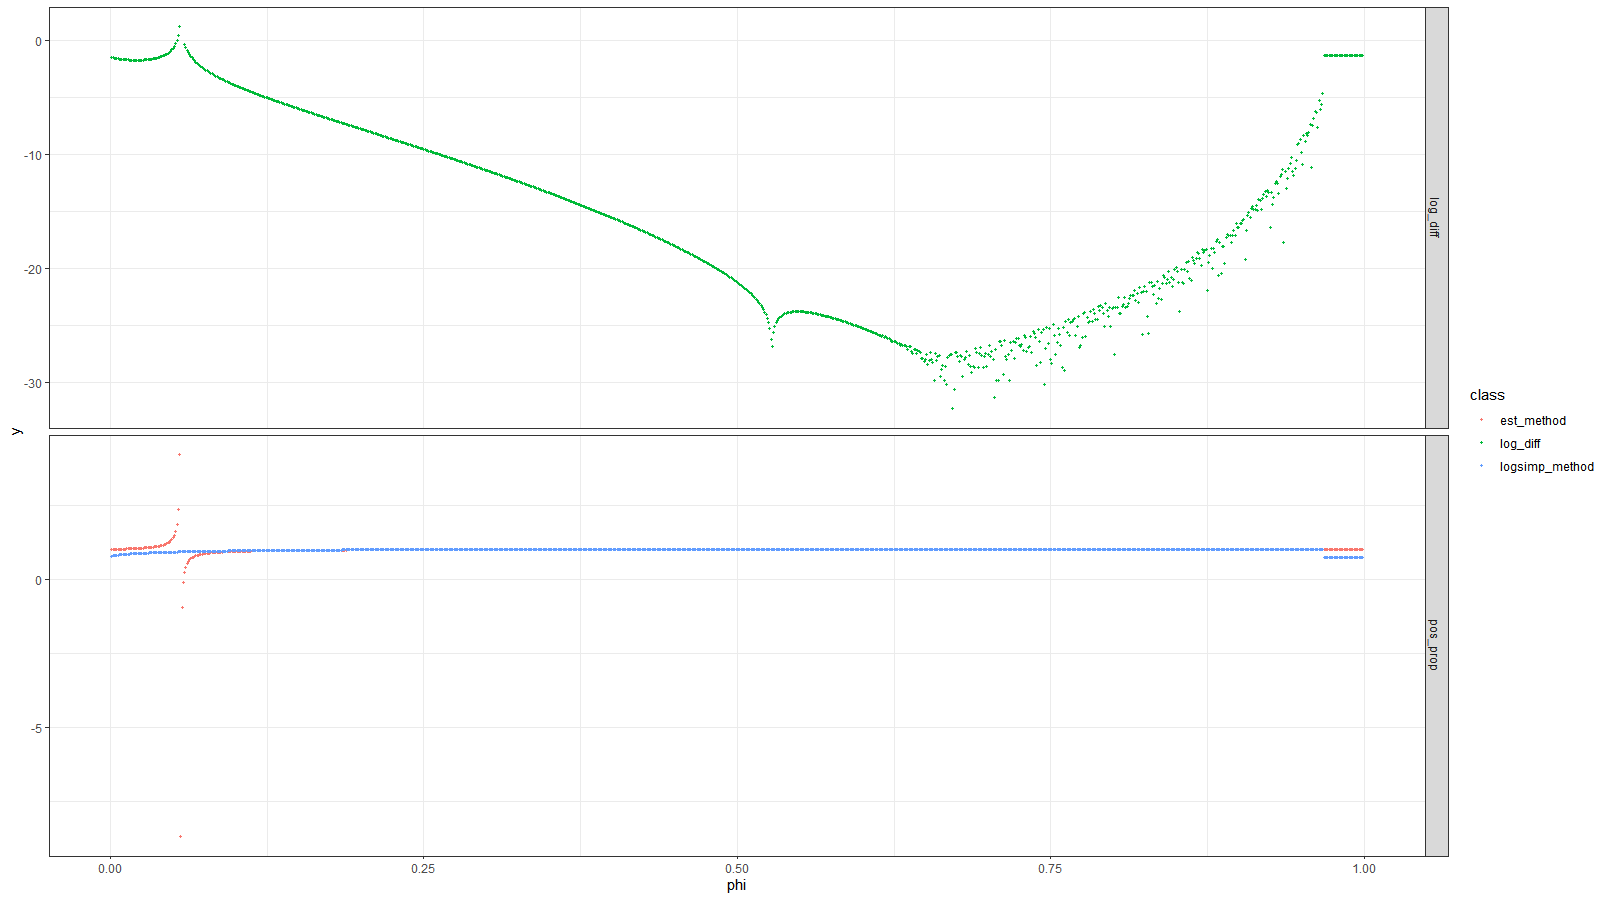 0
-10
-20
-30
log_diff
0
-5
pos_prop
y
0.00 0.25 0.50 0.75 1.00
phi
class
est_method
log_diff
logsimp_method